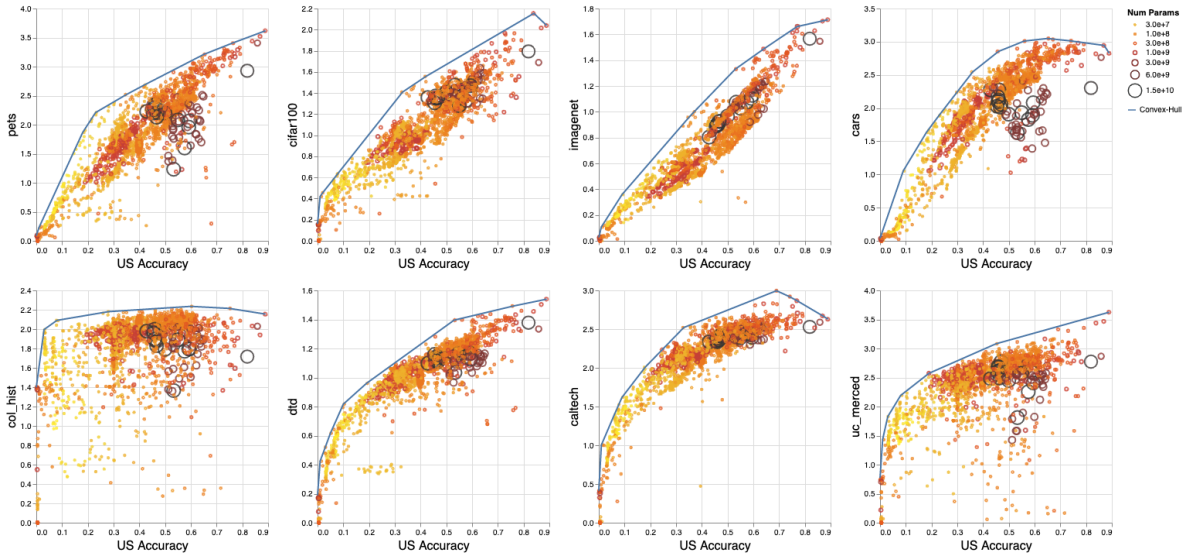 pets
4.0
3.5
3.0
2.5
2.0
1.5
1.0
0.5
0.0
0.0 0.1 0.2 0.3 0.4 0.5 0.6 0.7 0.8 0.9
US Accuracy
cifar100
2.2
2.0
1.8
1.6
1.4
1.2
1.0
0.8
0.6
0.4
0.2
0.0
0.0 0.1 0.2 0.3 0.4 0.5 0.6 0.7 0.8 0.9
US Accuracy
imagenet
1.8
1.6
1.4
1.2
1.0
0.8
0.6
0.4
0.2
0.0
0.0 0.1 0.2 0.3 0.4 0.5 0.6 0.7 0.8 0.9
US Accuracy
cars
3.5
3.0
2.5
2.0
1.5
1.0
0.5
0.0
0.0 0.1 0.2 0.3 0.4 0.5 0.6 0.7 0.8 0.9
US Accuracy
Num Params
3.0e+7
1.0e+8
3.0e+8
1.0e+9
3.0e+9
6.0e+9
1.5e+10
Convex-Hull
col_hist
2.4
2.2
2.0
1.8
1.6
1.4
1.2
1.0
0.8
0.6
0.4
0.2
0.0
0.0 0.1 0.2 0.3 0.4 0.5 0.6 0.7 0.8 0.9
US Accuracy
dtd
1.6
1.4
1.2
1.0
0.8
0.6
0.4
0.2
0.0
0.0 0.1 0.2 0.3 0.4 0.5 0.6 0.7 0.8 0.9
US Accuracy
caltech
3.0
2.5
2.0
1.5
1.0
0.5
0.0
0.0 0.1 0.2 0.3 0.4 0.5 0.6 0.7 0.8 0.9
US Accuracy
uc_merced
4.0
3.5
3.0
2.5
2.0
1.5
1.0
0.5
0.0
0.0 0.1 0.2 0.3 0.4 0.5 0.6 0.7 0.8 0.9
US Accuracy